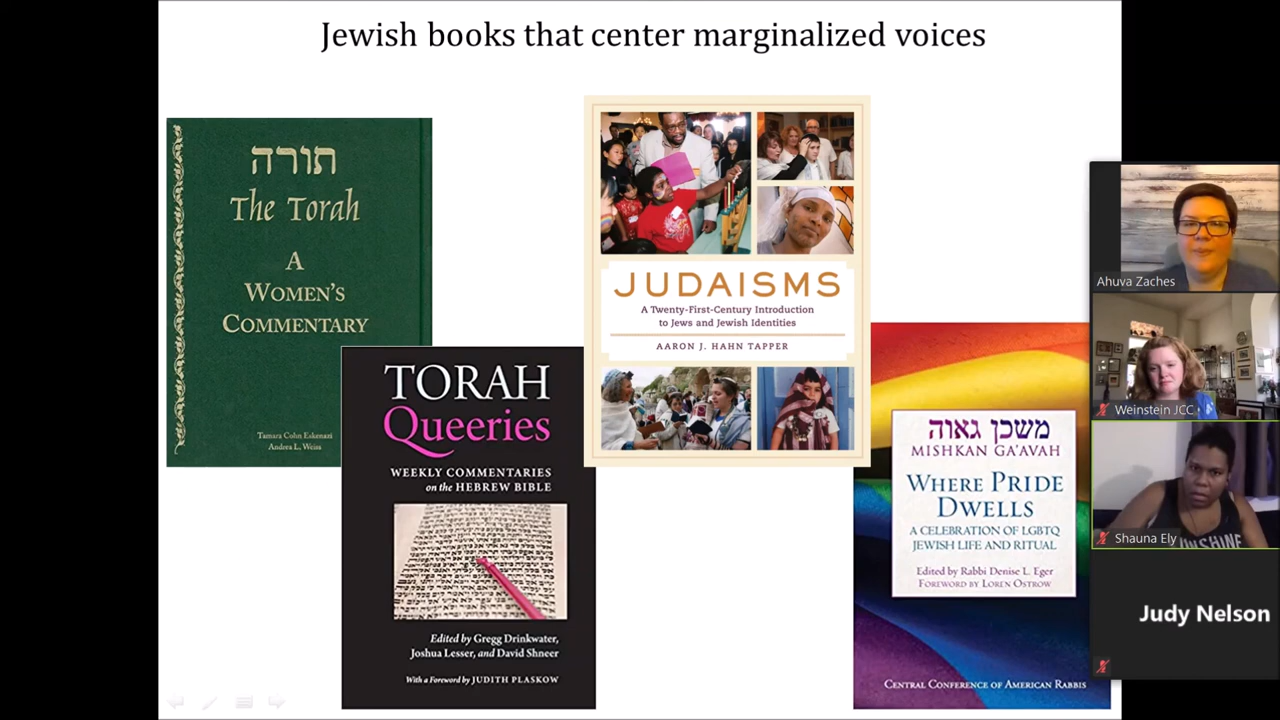 Jewish books that center marginalized voices
תורה
The Torah
A
WOMEN'S
COMMENTARY
Tamara Cohn Eskenazi
Andrea L. Weiss
TORAH
Queeries
WEEKLY COMMENTARIES
on the HEBREW BIBLE
Edited by Gregg Drinkwater,
Joshua Lesser, and David Shneer
With a Foreword by JUDITH PLASKOW
JUDAISMS
A Twenty-First-Century Introduction
to Jews and Jewish Identities
AARON J. HAHN TAPPER
משכן גאוה
MISHKAN GA'AVAH
WHERE PRIDE
DWELLS
A CELEBRATION OF LGBTQ
JEWISH LIFE AND RITUAL
Edited by Rabbi Denise L. Eger
FOREWORD BY LOREN OSTROW
CENTRAL CONFERENCE OF AMERICAN RABBIS
Ahuva Zaches
Weinstein JCC
Shauna Ely
Judy Nelson